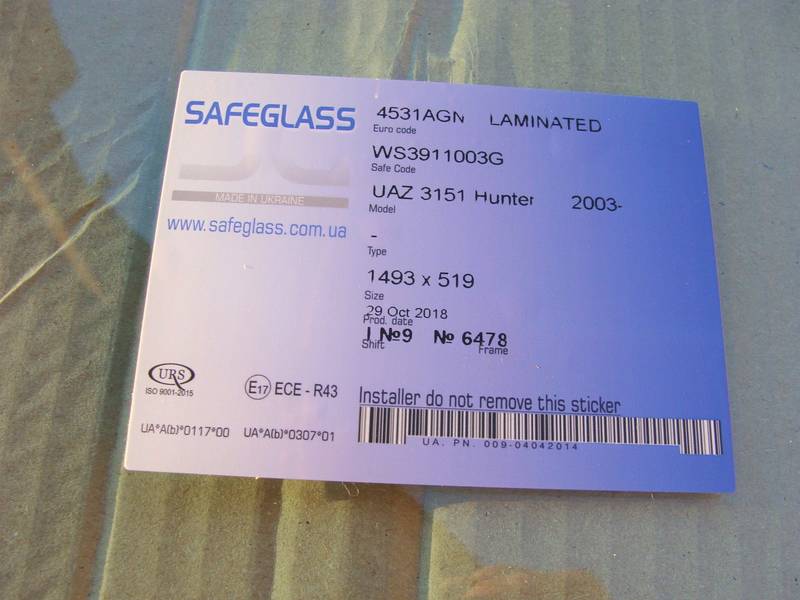 SAFEGLASS
MADE IN UKRAINE
www.safeglass.com.ua
4531AGN LAMINATED
Euro code
WS3911003G
Safe Code
UAZ 3151 Hunter 2003-
Model
-
Type
1493 x 519
Size
29 Oct 2018
Prod. date
I №9 № 6478
Shift Frame
URS
ISO 9001-2015
E17 ECE - R43
UA*A(b)*0117*00 UA*A(b)*0307*01
Installer do not remove this sticker
UA. PN. 009-04042014